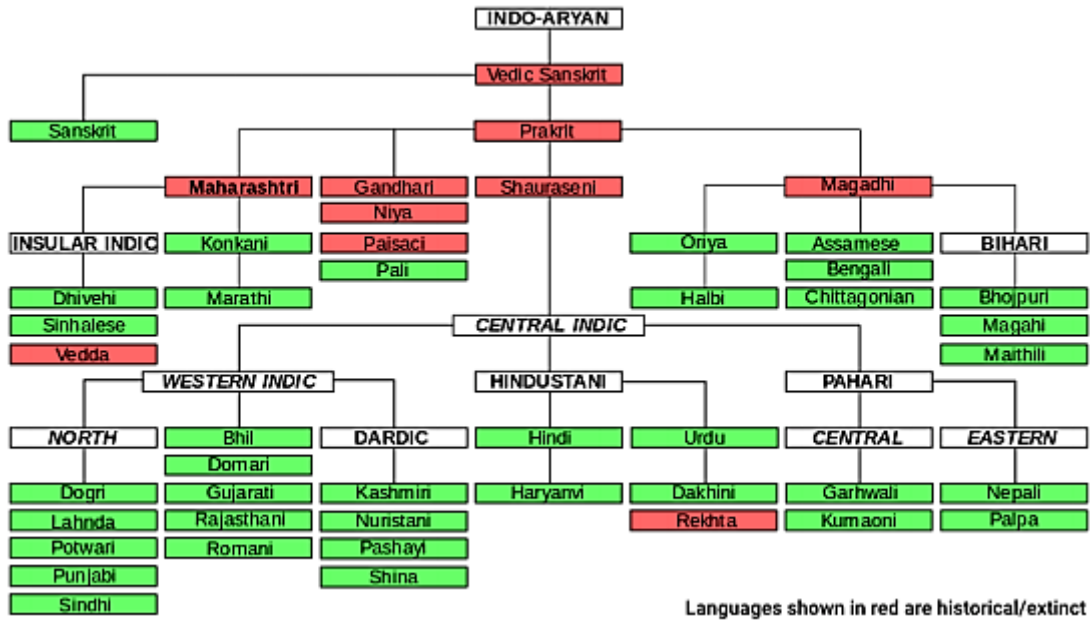 INDO-ARYAN
Vedic Sanskrit
Sanskrit
Prakrit
Maharashtri
Gandhari
Shauraseni
Magadhi
Niya
INSULAR INDIC
Konkani
Paisaci
Oriya
Assamese
BIHARI
Pali
Bengali
Dhivehi
Marathi
Halbi
Chittagonian
Bhojpuri
Sinhalese
CENTRAL INDIC
Magahi
Vedda
Maithili
WESTERN INDIC
HINDUSTANI
PAHARI
NORTH
Bhil
DARDIC
Hindi
Urdu
CENTRAL
EASTERN
Domari
Dogri
Gujarati
Kashmiri
Haryanvi
Dakhini
Garhwali
Nepali
Lahnda
Rajasthani
Nuristani
Rekhta
Kumaoni
Palpa
Potwari
Romani
Pashayi
Punjabi
Shina
Sindhi
Languages shown in red are historical/extinct